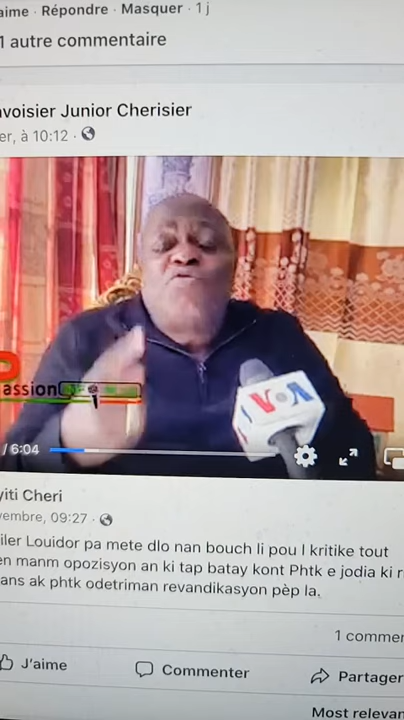 aime · Répondre · Masquer · 1 j
1 autre commentaire
voisier Junior Cherisier
er, à 10:12 ·
assion
VOA
/ 6:04
yiti Cheri
vembre, 09:27 ·
iler Louidor pa mete dlo nan bouch li pou l kritike tout
en manm opozisyon an ki tap batay kont Phtk e jodia ki r
ans ak phtk odetriman revandikasyon pèp la.
1 commen
J'aime
Commenter
Partager
Most relevan